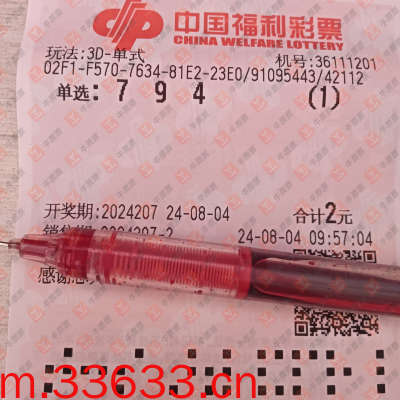 中国福利彩票
CHINA WELFARE LOTTERY
玩法:3D-单式 机号:36111201
02F1-F570-7634-81E2-23E0/91095443/42112
单选: 7 9 4 (1)
开奖期:2024207 24-08-04 合计2元
24-08-04 09:57:04
m.33633.cn